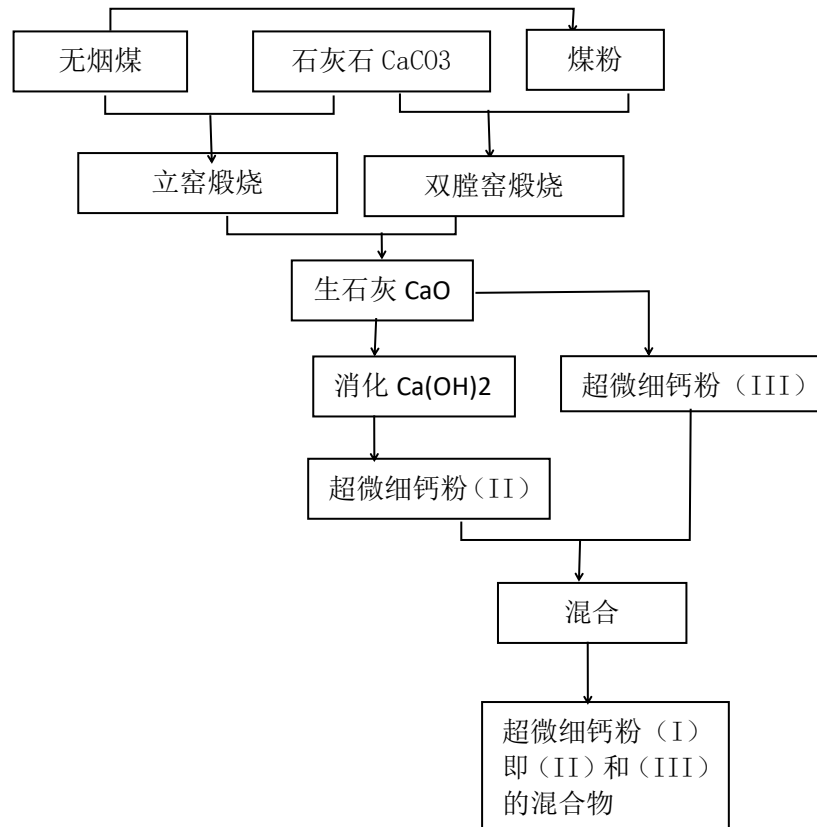 无烟煤
石灰石 CaCO3
煤粉
立窑煅烧
双膛窑煅烧
生石灰 CaO
消化 Ca(OH)2
超微细钙粉（III）
超微细钙粉（II）
混合
超微细钙粉（I）
即（II）和（III）
的混合物